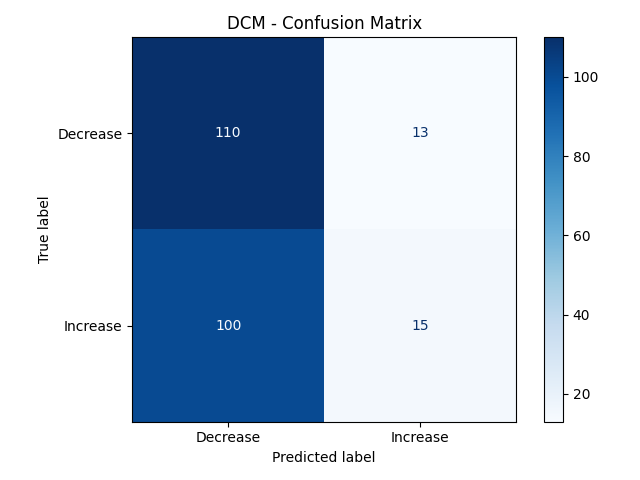 DCM - Confusion Matrix
True label
Decrease
110
13
Increase
100
15
Decrease
Increase
Predicted label
100
80
60
40
20